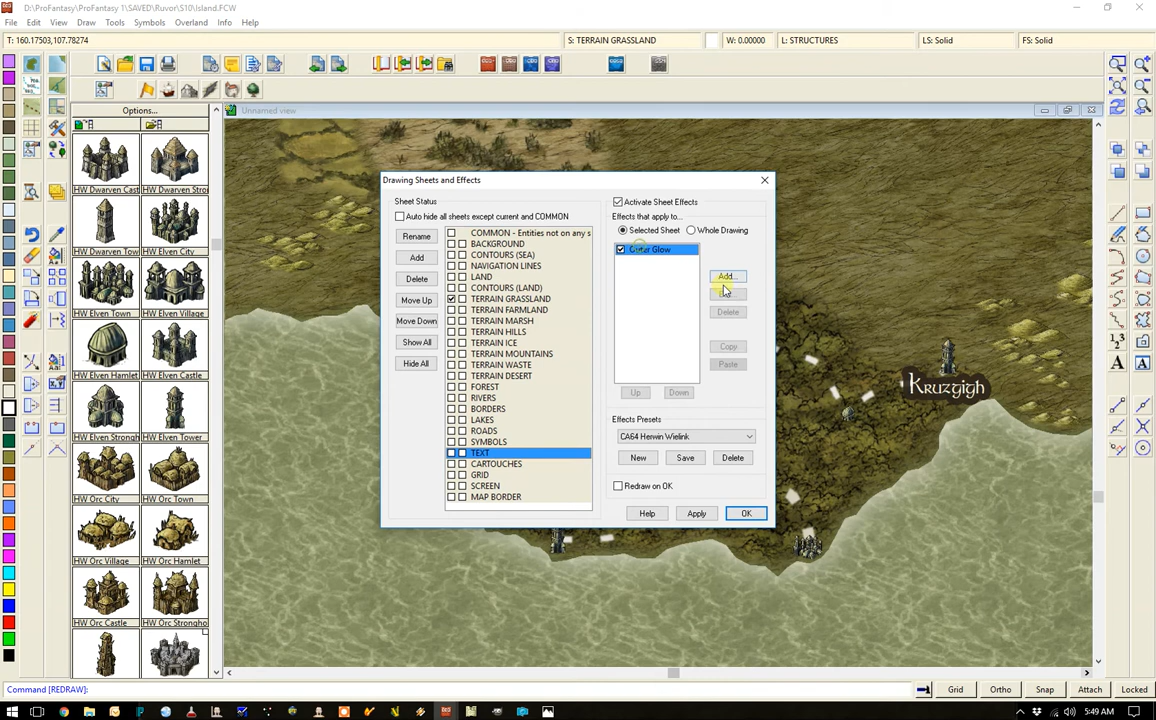 D:\ProFantasy\ProFantasy 1\SAVED\Ruvor\S10\Island.FCW
File Edit View Draw Tools Symbols Overland Info Help
T: 160.17503,107.78274 S: TERRAIN GRASSLAND W: 0.00000 L: STRUCTURES LS: Solid FS: Solid
Options...
Unnamed view
HW Dwarven Cast HW Dwarven Stro
HW Dwarven Tow HW Elven City
HW Elven Town HW Elven Village
HW Elven Hamlet HW Elven Castle
HW Elven Strongh HW Elven Tower
HW Orc City HW Orc Town
HW Orc Village HW Orc Hamlet
HW Orc Castle HW Orc Strongho
Drawing Sheets and Effects
Sheet Status
Auto hide all sheets except current and COMMON
Rename
Add
Delete
Move Up
Move Down
Show All
Hide All
COMMON - Entities not on any s
BACKGROUND
CONTOURS (SEA)
NAVIGATION LINES
LAND
CONTOURS (LAND)
TERRAIN GRASSLAND
TERRAIN FARMLAND
TERRAIN MARSH
TERRAIN HILLS
TERRAIN ICE
TERRAIN MOUNTAINS
TERRAIN WASTE
TERRAIN DESERT
FOREST
RIVERS
BORDERS
LAKES
ROADS
SYMBOLS
TEXT
CARTOUCHES
GRID
SCREEN
MAP BORDER
Activate Sheet Effects
Effects that apply to...
Selected Sheet Whole Drawing
Outer Glow
Add...
Delete
Copy
Paste
Up Down
Effects Presets
CA64 Herwin Wielink
New Save Delete
Redraw on OK
Help Apply OK
Kruzgigh
Command [REDRAW]:
Grid Ortho Snap Attach Locked
5:49 AM